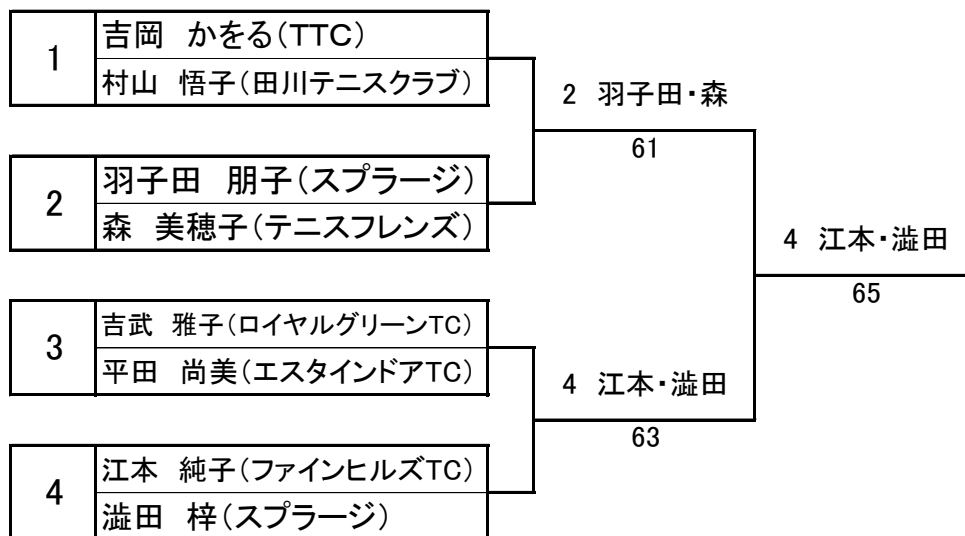 1
吉岡　かをる(TTC)
村山　悟子(田川テニスクラブ)
2　羽子田・森
61
2
羽子田　朋子(スプラージ)
森　美穂子(テニスフレンズ)
4　江本・澁田
65
3
吉武　雅子(ロイヤルグリーンTC)
平田　尚美(エスタインドアTC)
4　江本・澁田
63
4
江本　純子(ファインヒルズTC)
澁田　梓(スプラージ)